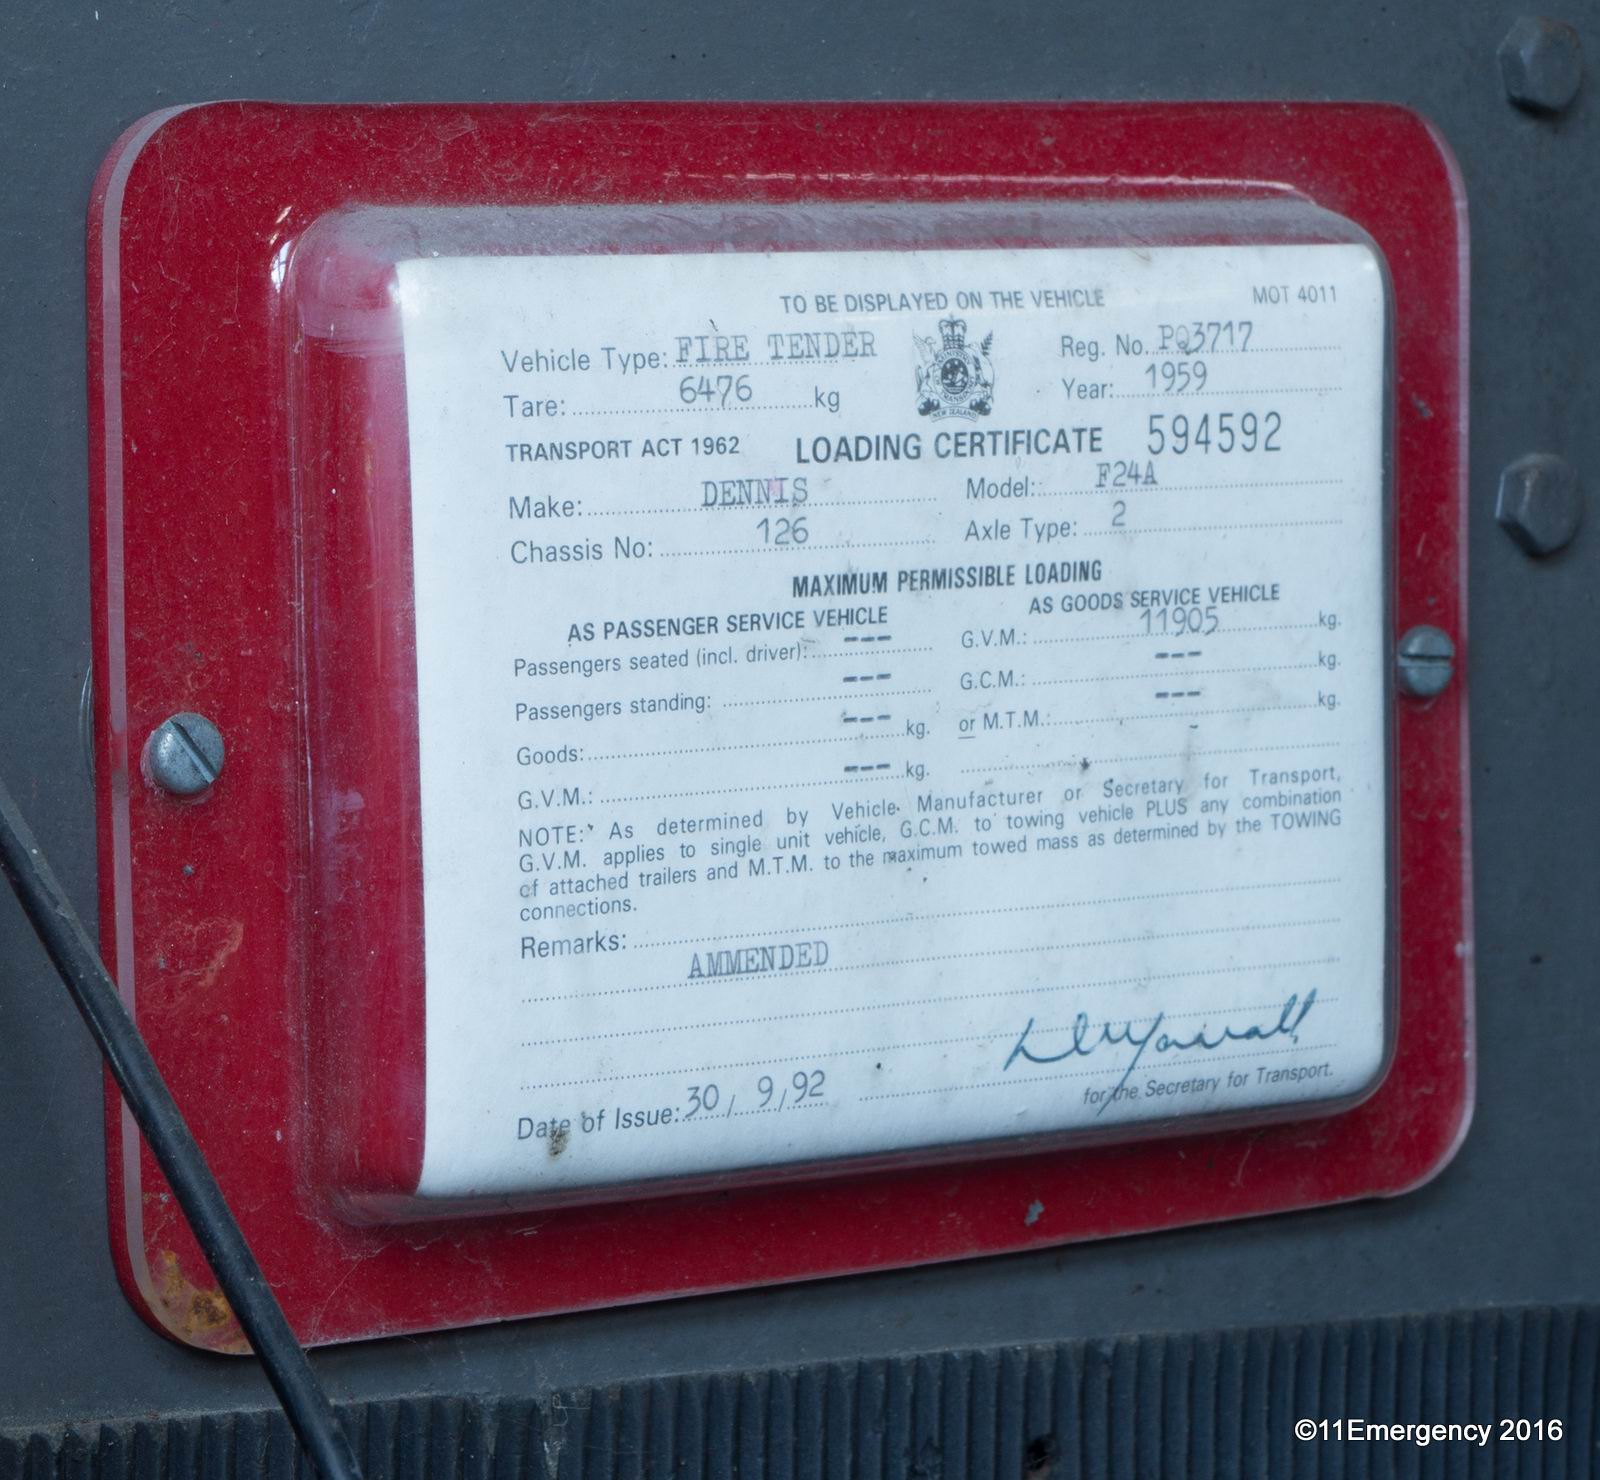 TO BE DISPLAYED ON THE VEHICLE MOT 4011
Vehicle Type: FIRE TENDER Reg. No. PQ3717
Tare: 6476 kg Year: 1959
NEW ZEALAND
TRANSPORT ACT 1962 LOADING CERTIFICATE 594592
Make: DENNIS Model: F24A
Chassis No: 126 Axle Type: 2
MAXIMUM PERMISSIBLE LOADING
AS PASSENGER SERVICE VEHICLE AS GOODS SERVICE VEHICLE
Passengers seated (incl. driver): --- G.V.M.: 11905 kg.
Passengers standing: --- G.C.M.: --- kg.
Goods: --- kg. or M.T.M.: --- kg.
G.V.M.: --- kg.
NOTE: As determined by Vehicle Manufacturer or Secretary for Transport,
G.V.M. applies to single unit vehicle, G.C.M. to towing vehicle PLUS any combination
of attached trailers and M.T.M. to the maximum towed mass as determined by the TOWING
connections.
Remarks:
AMMENDED
Date of Issue: 30/9/92 for the Secretary for Transport.
©11Emergency 2016